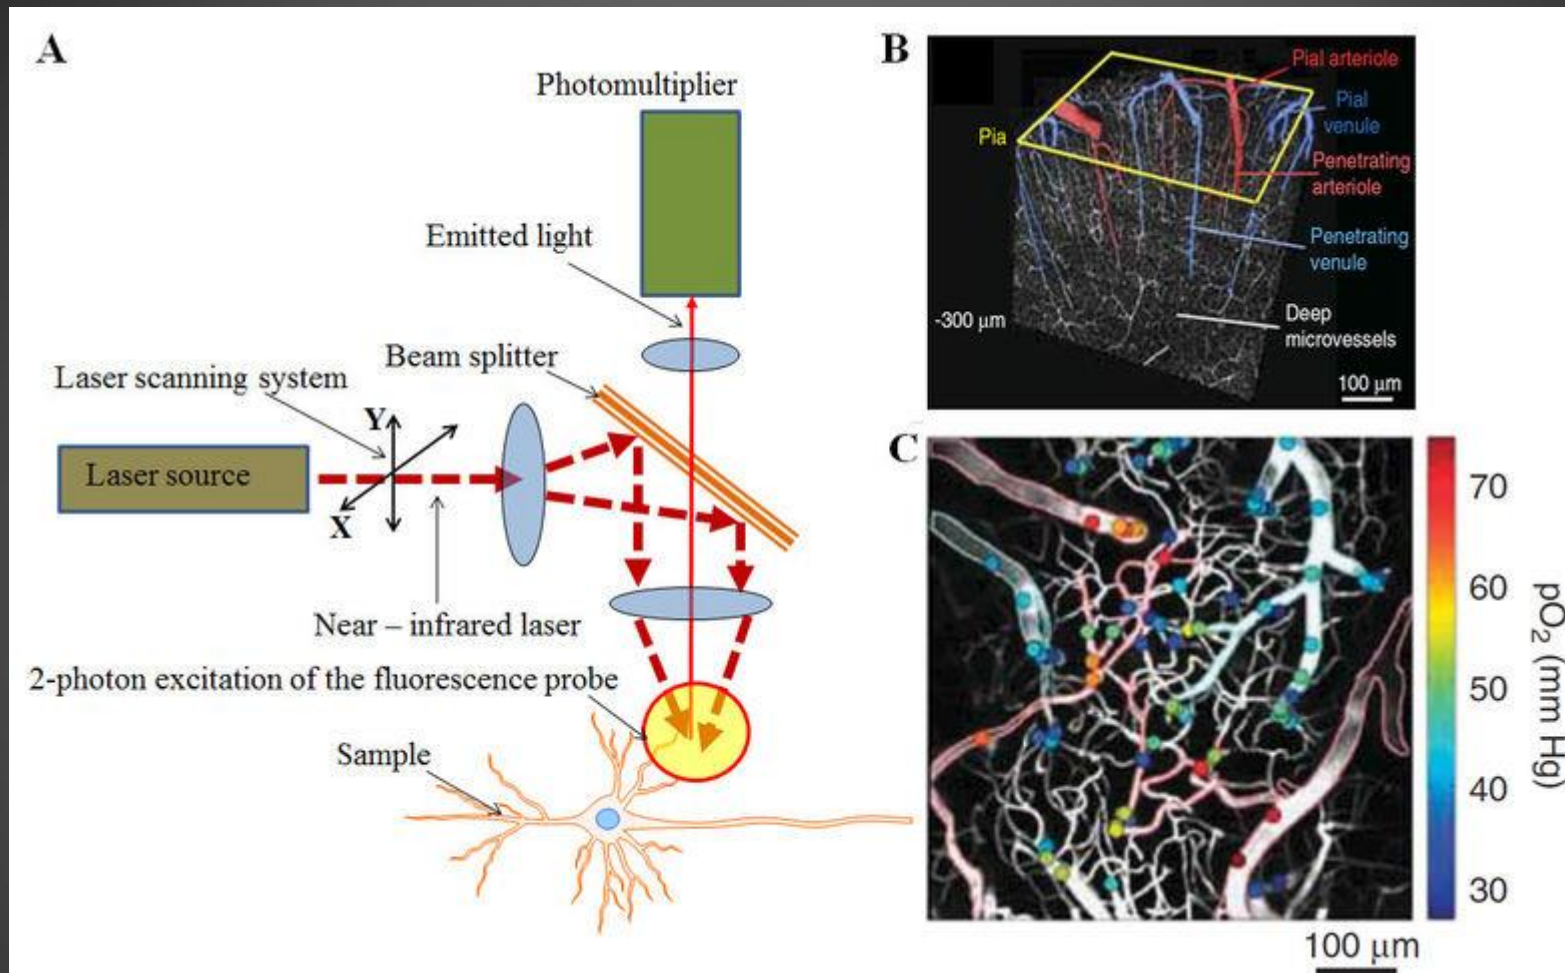 A
Photomultiplier
Emitted light
Beam splitter
Laser scanning system
Y
Laser source
X
Near – infrared laser
2-photon excitation of the fluorescence probe
Sample
B
Pial arteriole
Pial
venule
Pia
Penetrating
arteriole
Penetrating
venule
-300 µm
Deep
microvessels
100 µm
C
70
60
50
40
30
pO₂ (mm Hg)
100 µm